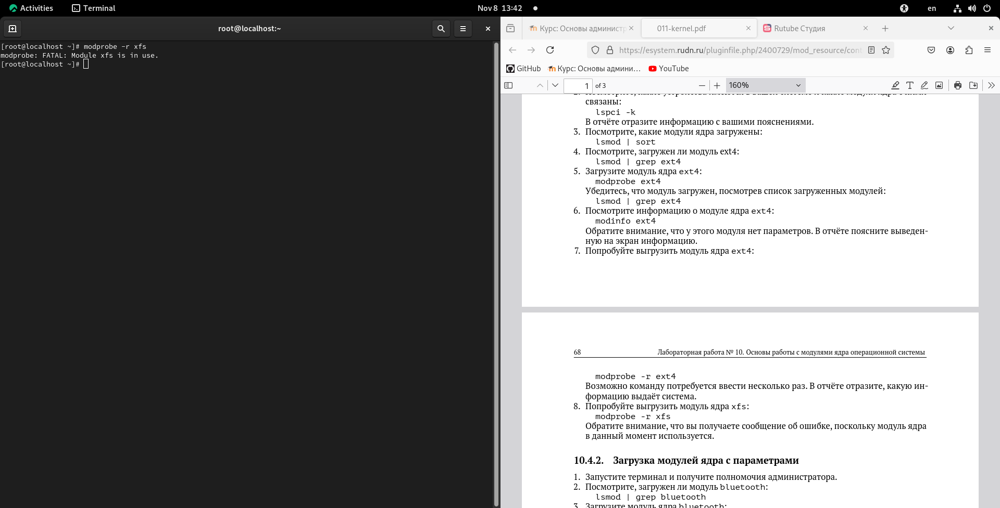 Activities
Terminal
Nov 8 13:42
en
root@localhost:~
[root@localhost ~]# modprobe -r xfs
modprobe: FATAL: Module xfs is in use.
[root@localhost ~]#
Курс: Основы администр
011-kernel.pdf
Rutube Студия
https://esystem.rudn.ru/pluginfile.php/2400729/mod_resource/cont
GitHub
Курс: Основы админи…
YouTube
1
of 3
160%
связаны:
lspci -k
В отчёте отразите информацию с вашими пояснениями.
3. Посмотрите, какие модули ядра загружены:
lsmod | sort
4. Посмотрите, загружен ли модуль ext4:
lsmod | grep ext4
5. Загрузите модуль ядра ext4:
modprobe ext4
Убедитесь, что модуль загружен, посмотрев список загруженных модулей:
lsmod | grep ext4
6. Посмотрите информацию о модуле ядра ext4:
modinfo ext4
Обратите внимание, что у этого модуля нет параметров. В отчёте поясните выведен-
ную на экран информацию.
7. Попробуйте выгрузить модуль ядра ext4:
68
Лабораторная работа № 10. Основы работы с модулями ядра операционной системы
modprobe -r ext4
Возможно команду потребуется ввести несколько раз. В отчёте отразите, какую ин-
формацию выдаёт система.
8. Попробуйте выгрузить модуль ядра xfs:
modprobe -r xfs
Обратите внимание, что вы получаете сообщение об ошибке, поскольку модуль ядра
в данный момент используется.
10.4.2. Загрузка модулей ядра с параметрами
1. Запустите терминал и получите полномочия администратора.
2. Посмотрите, загружен ли модуль bluetooth:
lsmod | grep bluetooth
3. Загрузите модуль ядра bluetooth: